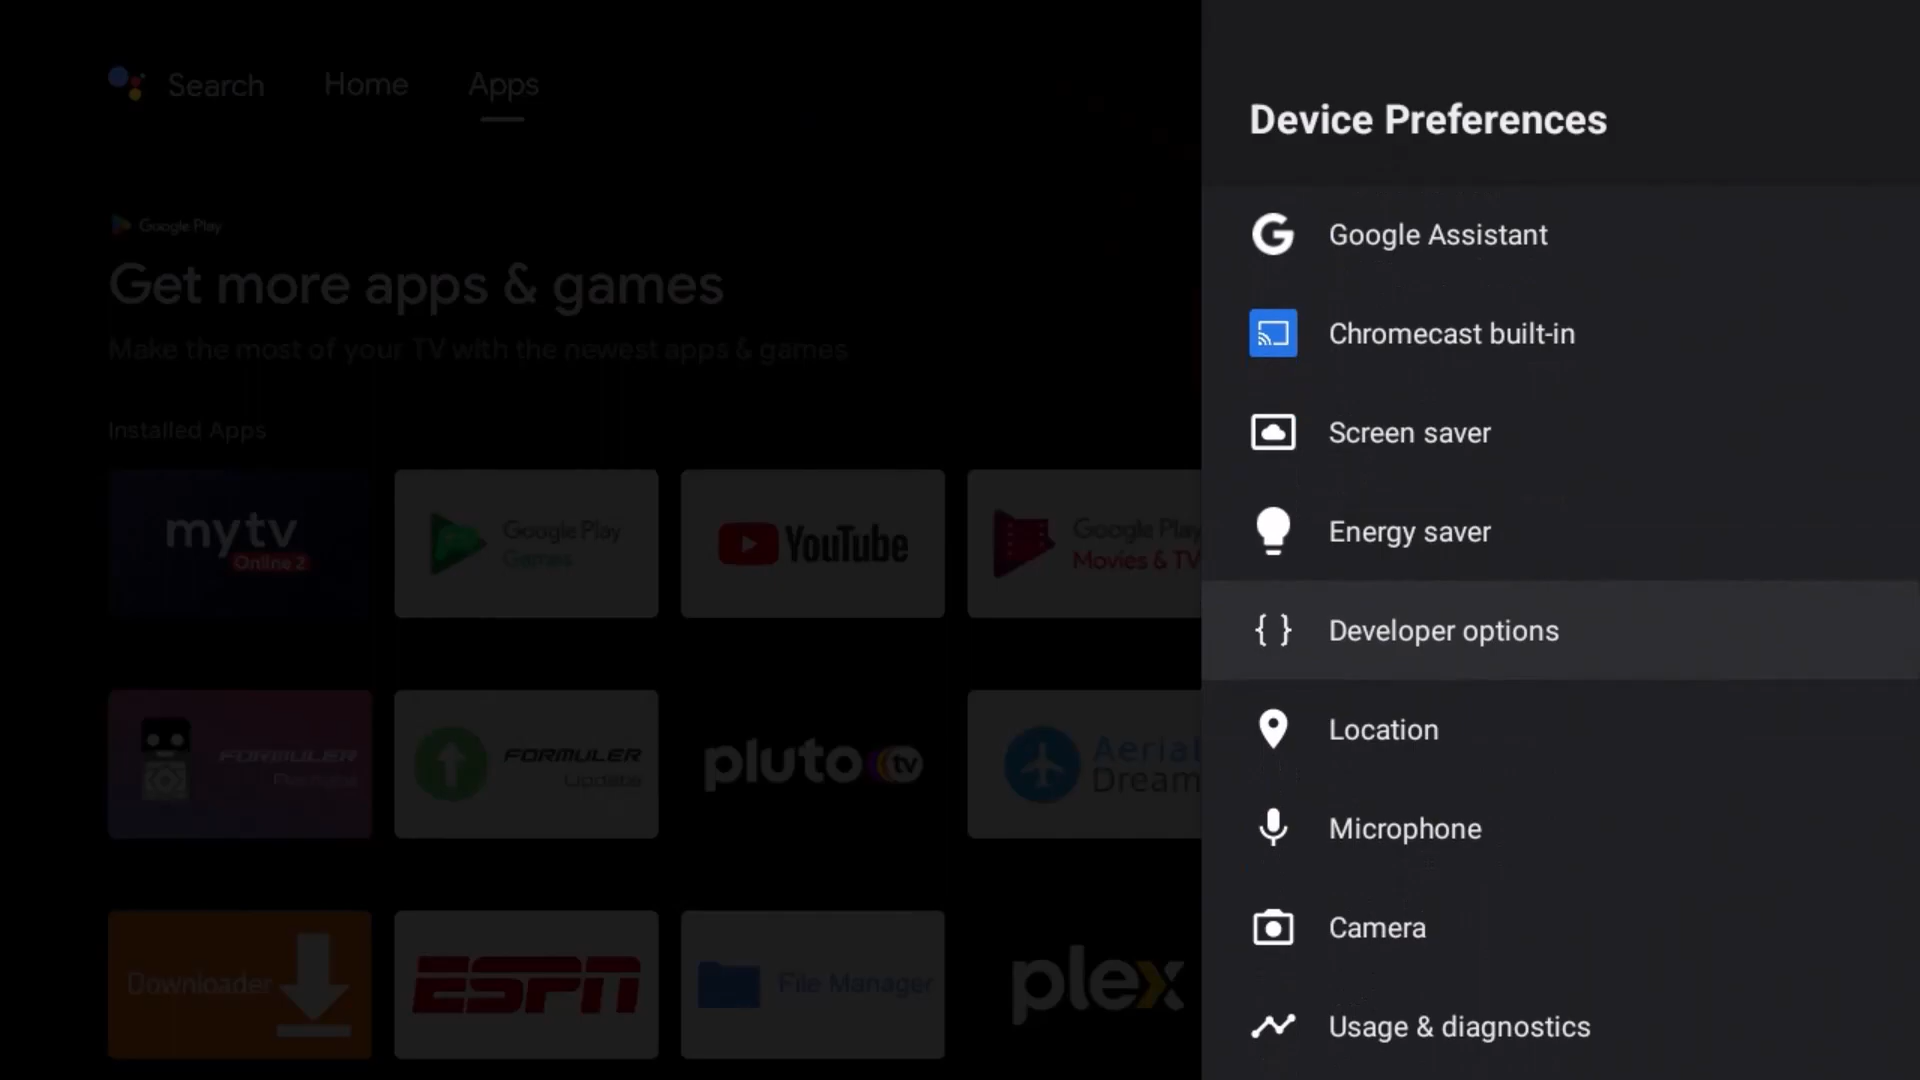 Search
Home
Apps
Google Play
Get more apps & games
Make the most of your TV with the newest apps & games
Installed Apps
mytv
Online 2
Google Play
Games
YouTube
Google Play
Movies & TV
FORMULER
FORMULER
Update
pluto tv
Aerial
Dream
Downloader
ESPN
File Manager
plex
Device Preferences
Google Assistant
Chromecast built-in
Screen saver
Energy saver
{ } Developer options
Location
Microphone
Camera
Usage & diagnostics